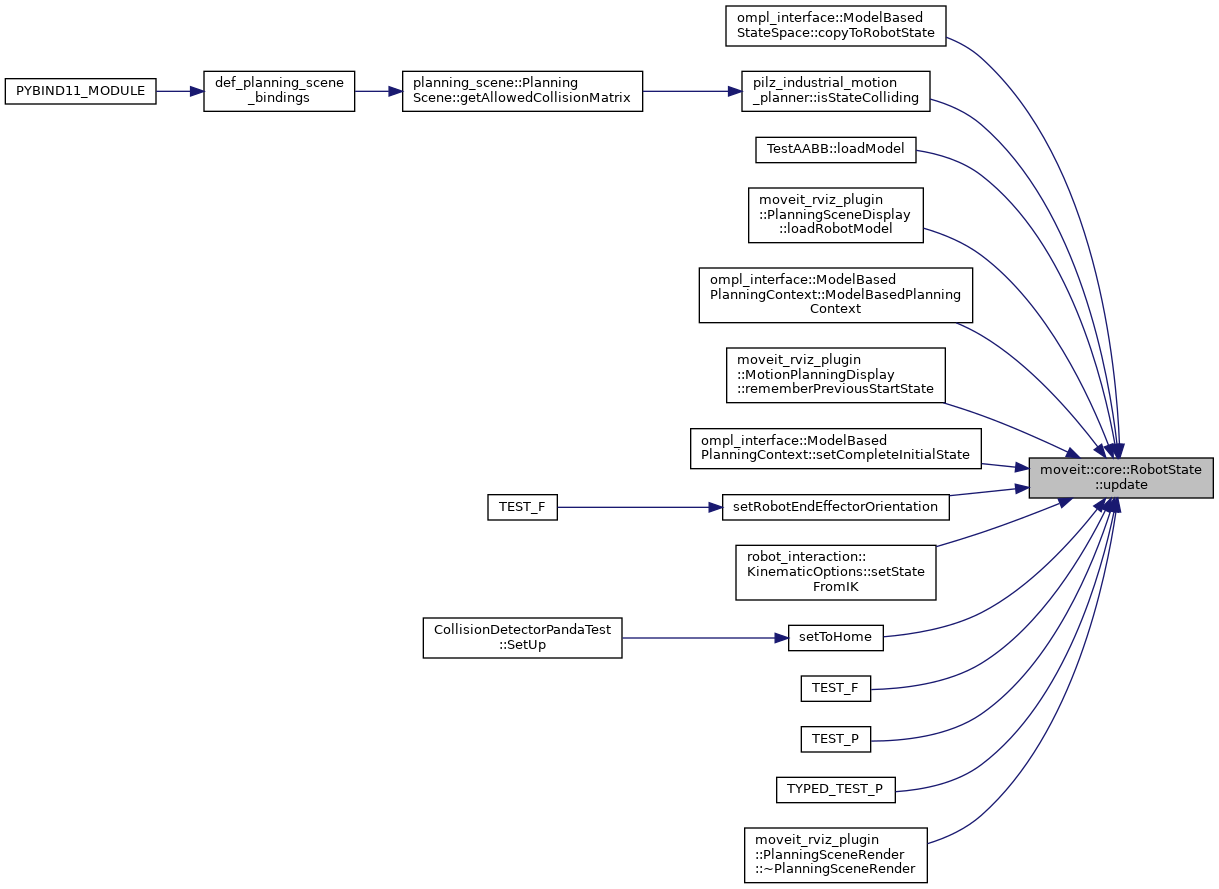 ompl_interface::ModelBased
StateSpace::copyToRobotState
PYBIND11_MODULE
def_planning_scene
_bindings
planning_scene::Planning
Scene::getAllowedCollisionMatrix
pilz_industrial_motion
_planner::isStateColliding
TestAABB::loadModel
moveit_rviz_plugin
::PlanningSceneDisplay
::loadRobotModel
ompl_interface::ModelBased
PlanningContext::ModelBasedPlanning
Context
moveit_rviz_plugin
::MotionPlanningDisplay
::rememberPreviousStartState
ompl_interface::ModelBased
PlanningContext::setCompleteInitialState
moveit::core::RobotState
::update
TEST_F
setRobotEndEffectorOrientation
robot_interaction::
KinematicOptions::setState
FromIK
CollisionDetectorPandaTest
::SetUp
setToHome
TEST_F
TEST_P
TYPED_TEST_P
moveit_rviz_plugin
::PlanningSceneRender
::~PlanningSceneRender